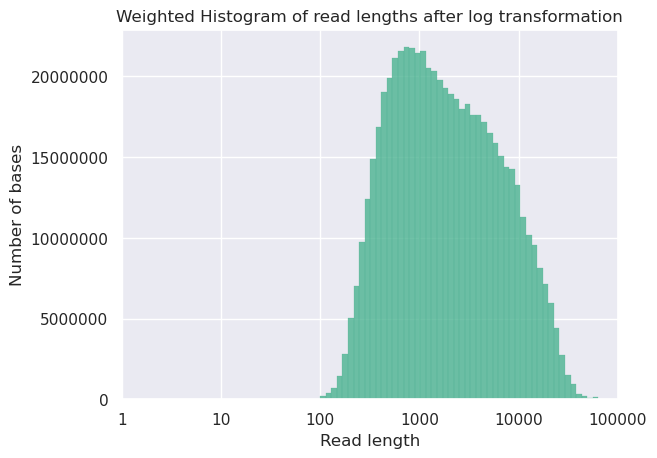 Weighted Histogram of read lengths after log transformation
Number of bases
20000000
15000000
10000000
5000000
0
1 10 100 1000 10000 100000
Read length